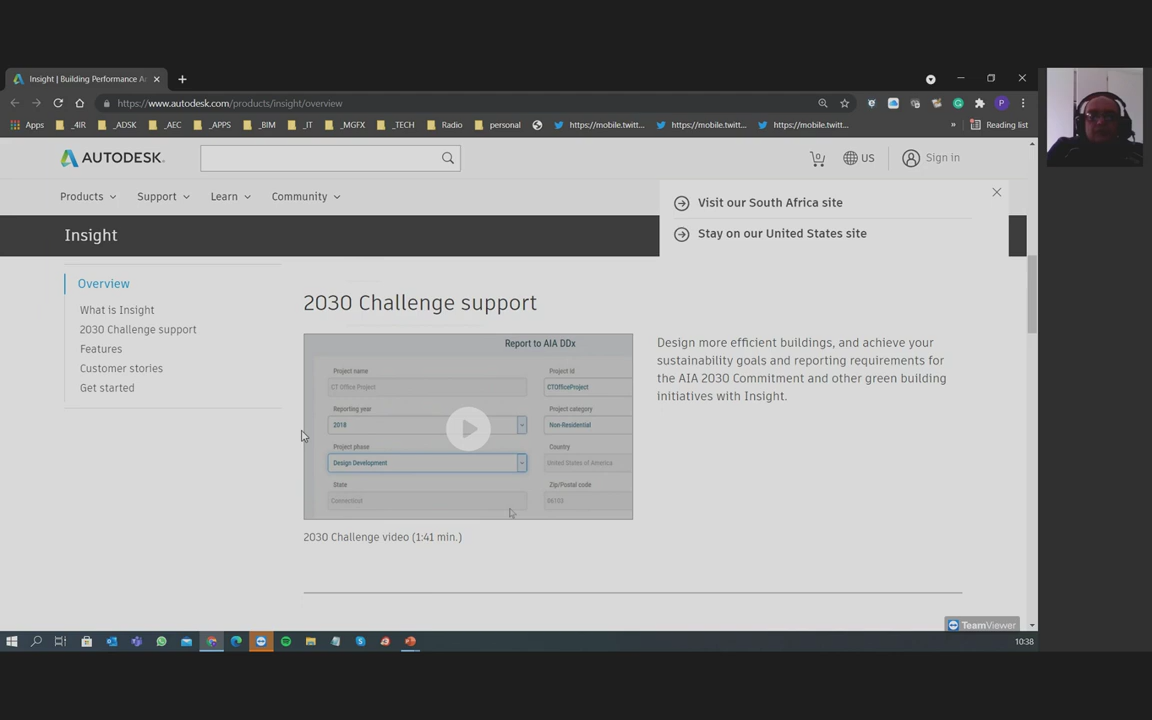 Insight | Building Performance A
https://www.autodesk.com/products/insight/overview
Apps _4IR _ADSK _AEC _APPS _BIM _IT _MGFX _TECH Radio personal https://mobile.twitt... https://mobile.twitt... https://mobile.twitt... » Reading list
AUTODESK. 0 US Sign in
Products Support Learn Community
Visit our South Africa site
Stay on our United States site
Insight
Overview
What is Insight
2030 Challenge support
Features
Customer stories
Get started
2030 Challenge support
Report to AIA DDx
Project name Project id
CT Office Project CTOfficeProject
Reporting year Project category
2018 Non-Residential
Project phase Country
Design Development United States of America
State Zip/Postal code
Connecticut
2030 Challenge video (1:41 min.)
Design more efficient buildings, and achieve your
sustainability goals and reporting requirements for
the AIA 2030 Commitment and other green building
initiatives with Insight.
TeamViewer
10:38